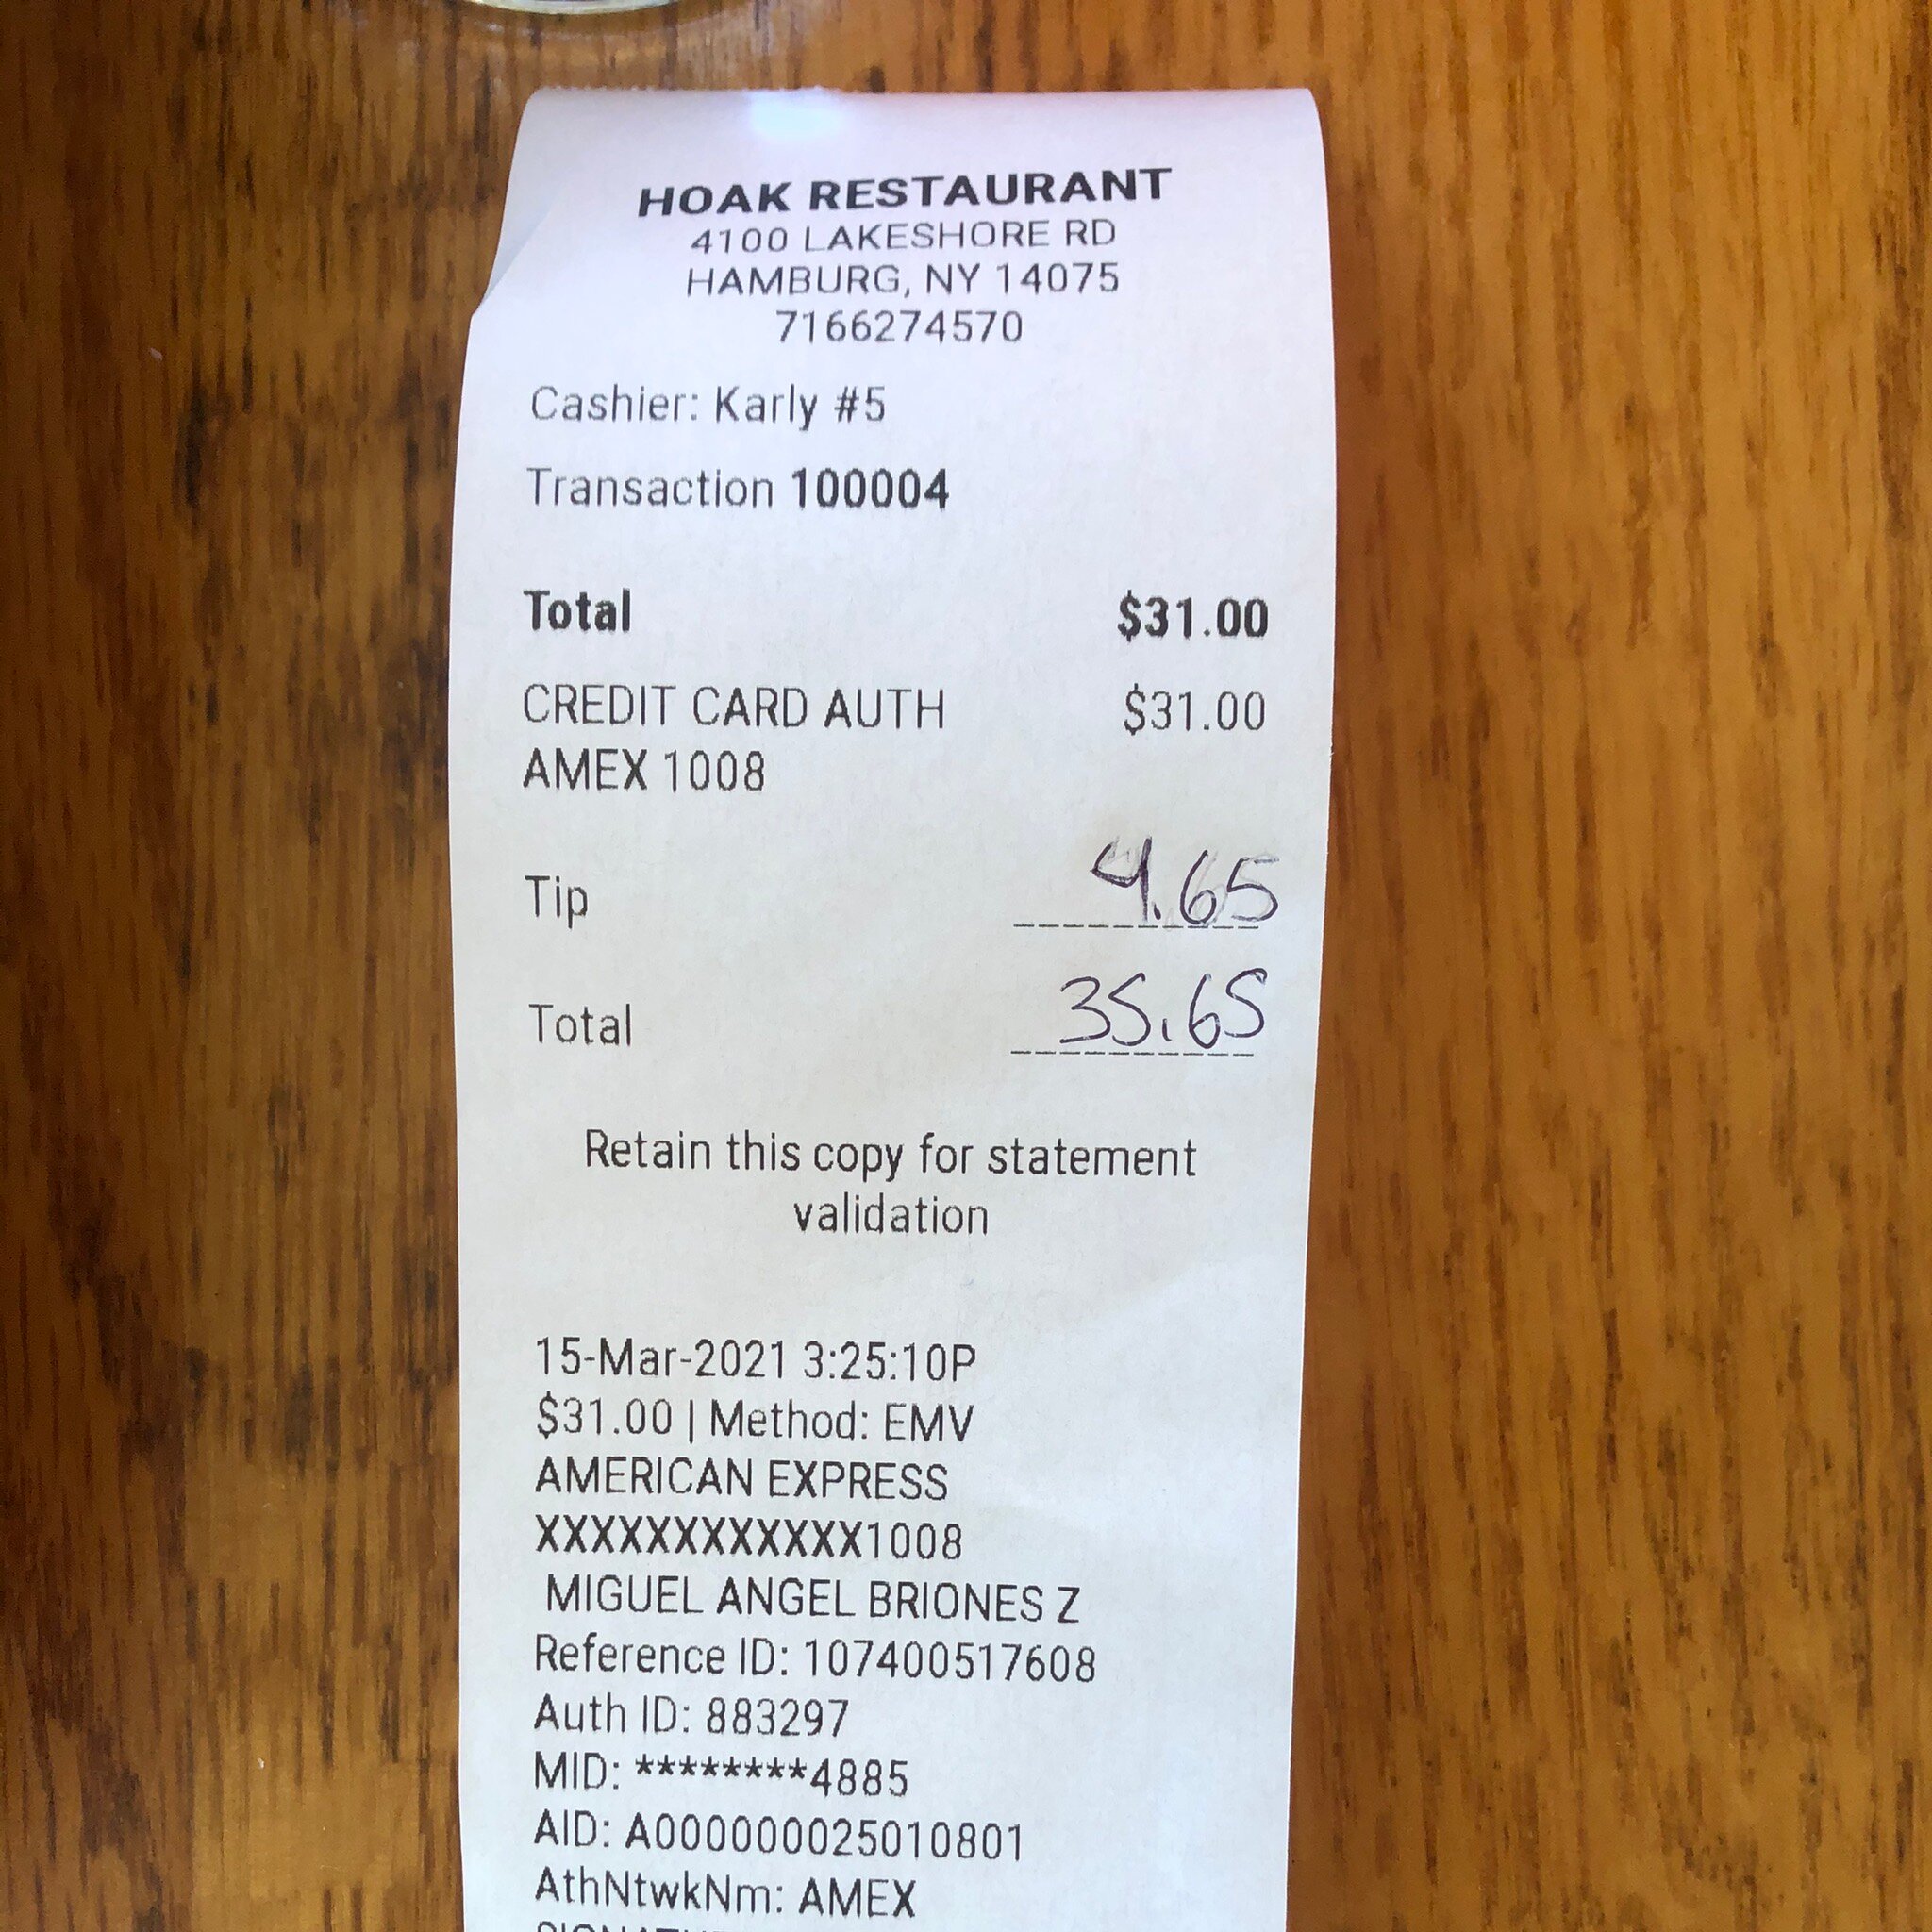 HOAK RESTAURANT
4100 LAKESHORE RD
HAMBURG, NY 14075
7166274570
Cashier: Karly #5
Transaction 100004
Total $31.00
CREDIT CARD AUTH $31.00
AMEX 1008
Tip 4.65
Total 35.65
Retain this copy for statement
validation
15-Mar-2021 3:25:10P
$31.00 | Method: EMV
AMERICAN EXPRESS
XXXXXXXXXXXX1008
MIGUEL ANGEL BRIONES Z
Reference ID: 107400517608
Auth ID: 883297
MID: ********4885
AID: A000000025010801
AthNtwkNm: AMEX